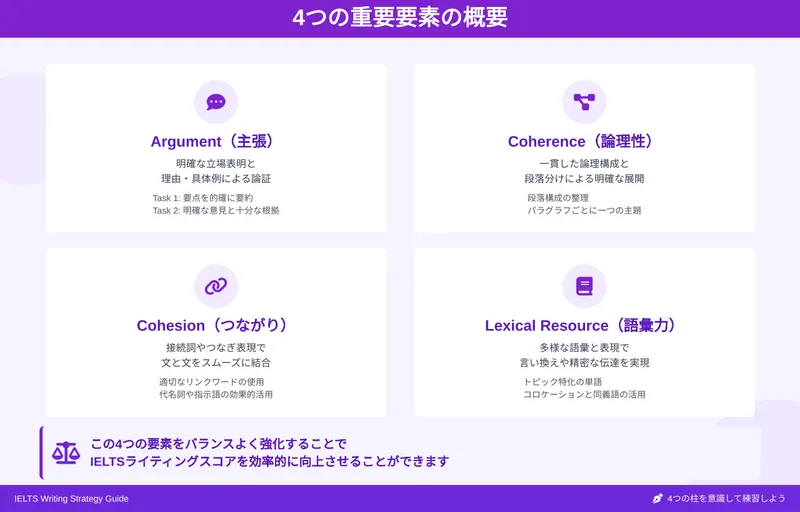 4つの重要要素の概要
Argument（主張）
明確な立場表明と
理由・具体例による論証
Task 1: 要点を的確に要約
Task 2: 明確な意見と十分な根拠
Coherence（論理性）
一貫した論理構成と
段落分けによる明確な展開
段落構成の整理
パラグラフごとに一つの主題
Cohesion（つながり）
接続詞やつなぎ表現で
文と文をスムーズに結合
適切なリンクワードの使用
代名詞や指示語の効果的活用
Lexical Resource（語彙力）
多様な語彙と表現で
言い換えや精密な伝達を実現
トピック特化の単語
コロケーションと同義語の活用
この4つの要素をバランスよく強化することで
IELTSライティングスコアを効率的に向上させることができます
IELTS Writing Strategy Guide
4つの柱を意識して練習しよう